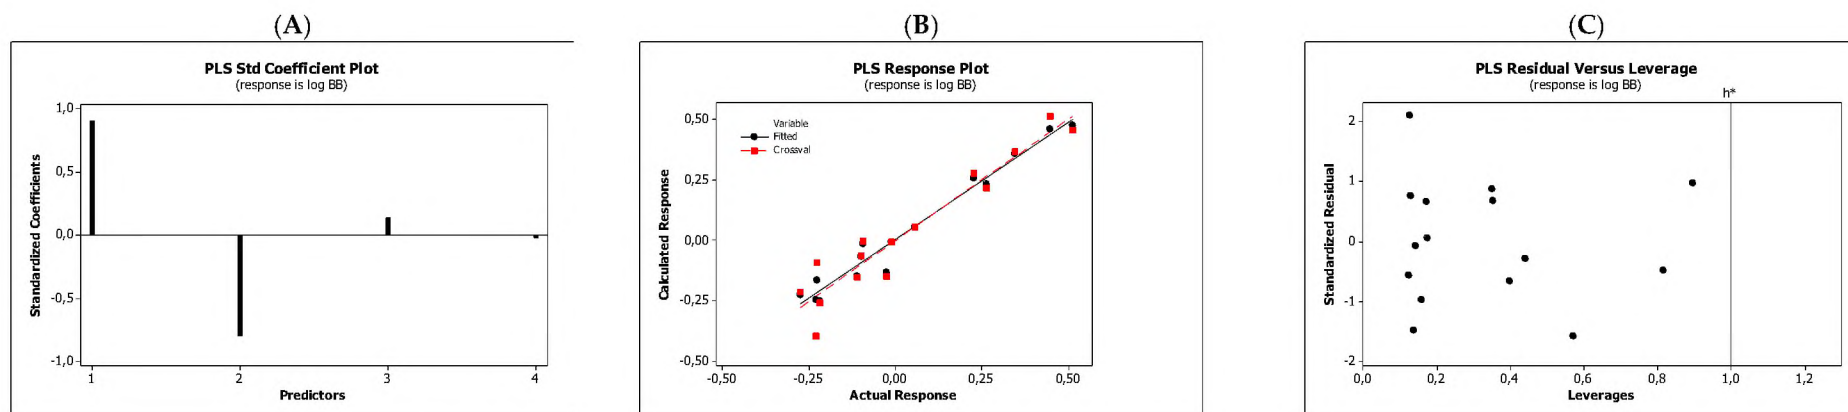 (A)
PLS Std Coefficient Plot
(response is log BB)
1,0
0,5
0,0
-0,5
-1,0
Standardized Coefficients
1 2 3 4
Predictors
(B)
PLS Response Plot
(response is log BB)
Variable
Fitted
Crossval
0,50
0,25
0,00
-0,25
-0,50
Calculated Response
-0,50 -0,25 0,00 0,25 0,50
Actual Response
(C)
PLS Residual Versus Leverage
(response is log BB)
h*
2
1
0
-1
-2
Standardized Residual
0,0 0,2 0,4 0,6 0,8 1,0 1,2
Leverages